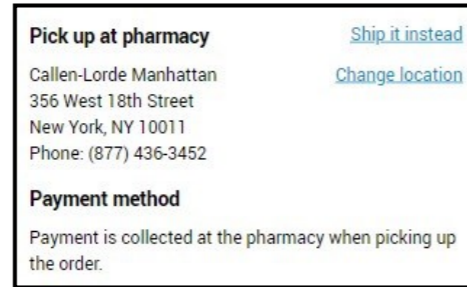 Pick up at pharmacy
Ship it instead
Callen-Lorde Manhattan
Change location
356 West 18th Street
New York, NY 10011
Phone: (877) 436-3452
Payment method
Payment is collected at the pharmacy when picking up
the order.